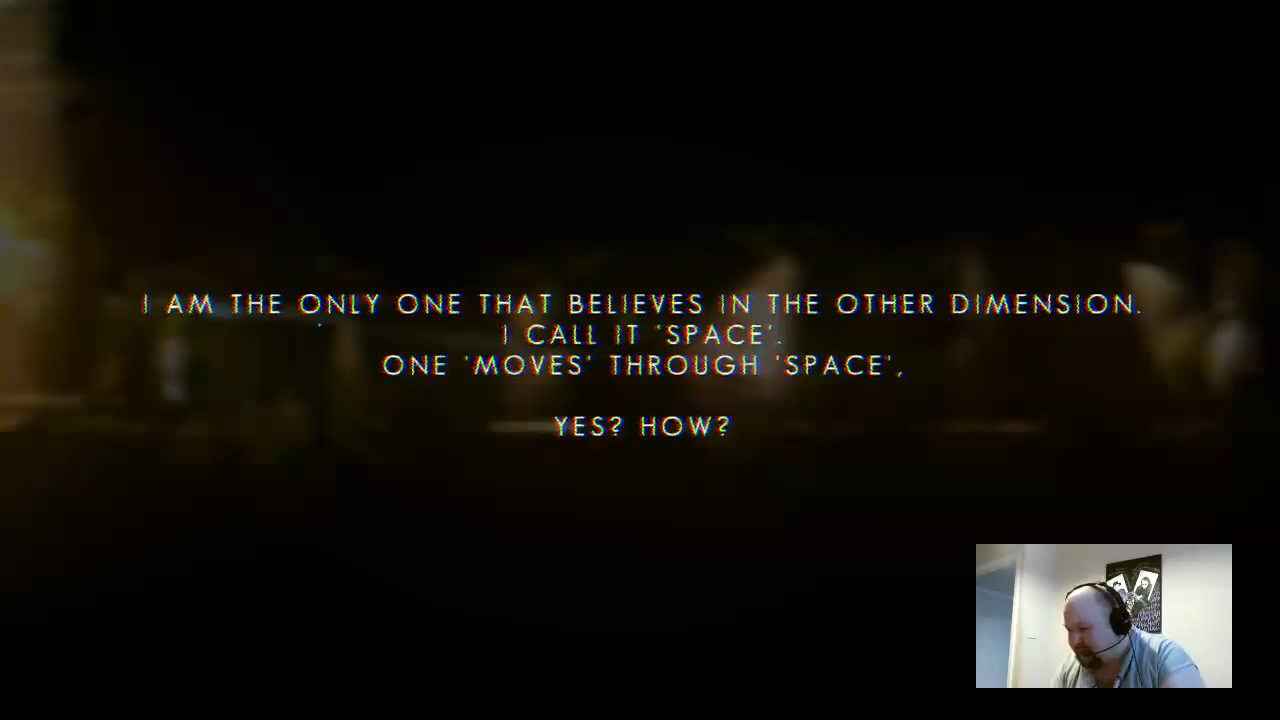 I AM THE ONLY ONE THAT BELIEVES IN THE OTHER DIMENSION.
I CALL IT 'SPACE'.
ONE 'MOVES' THROUGH 'SPACE',
YES? HOW?